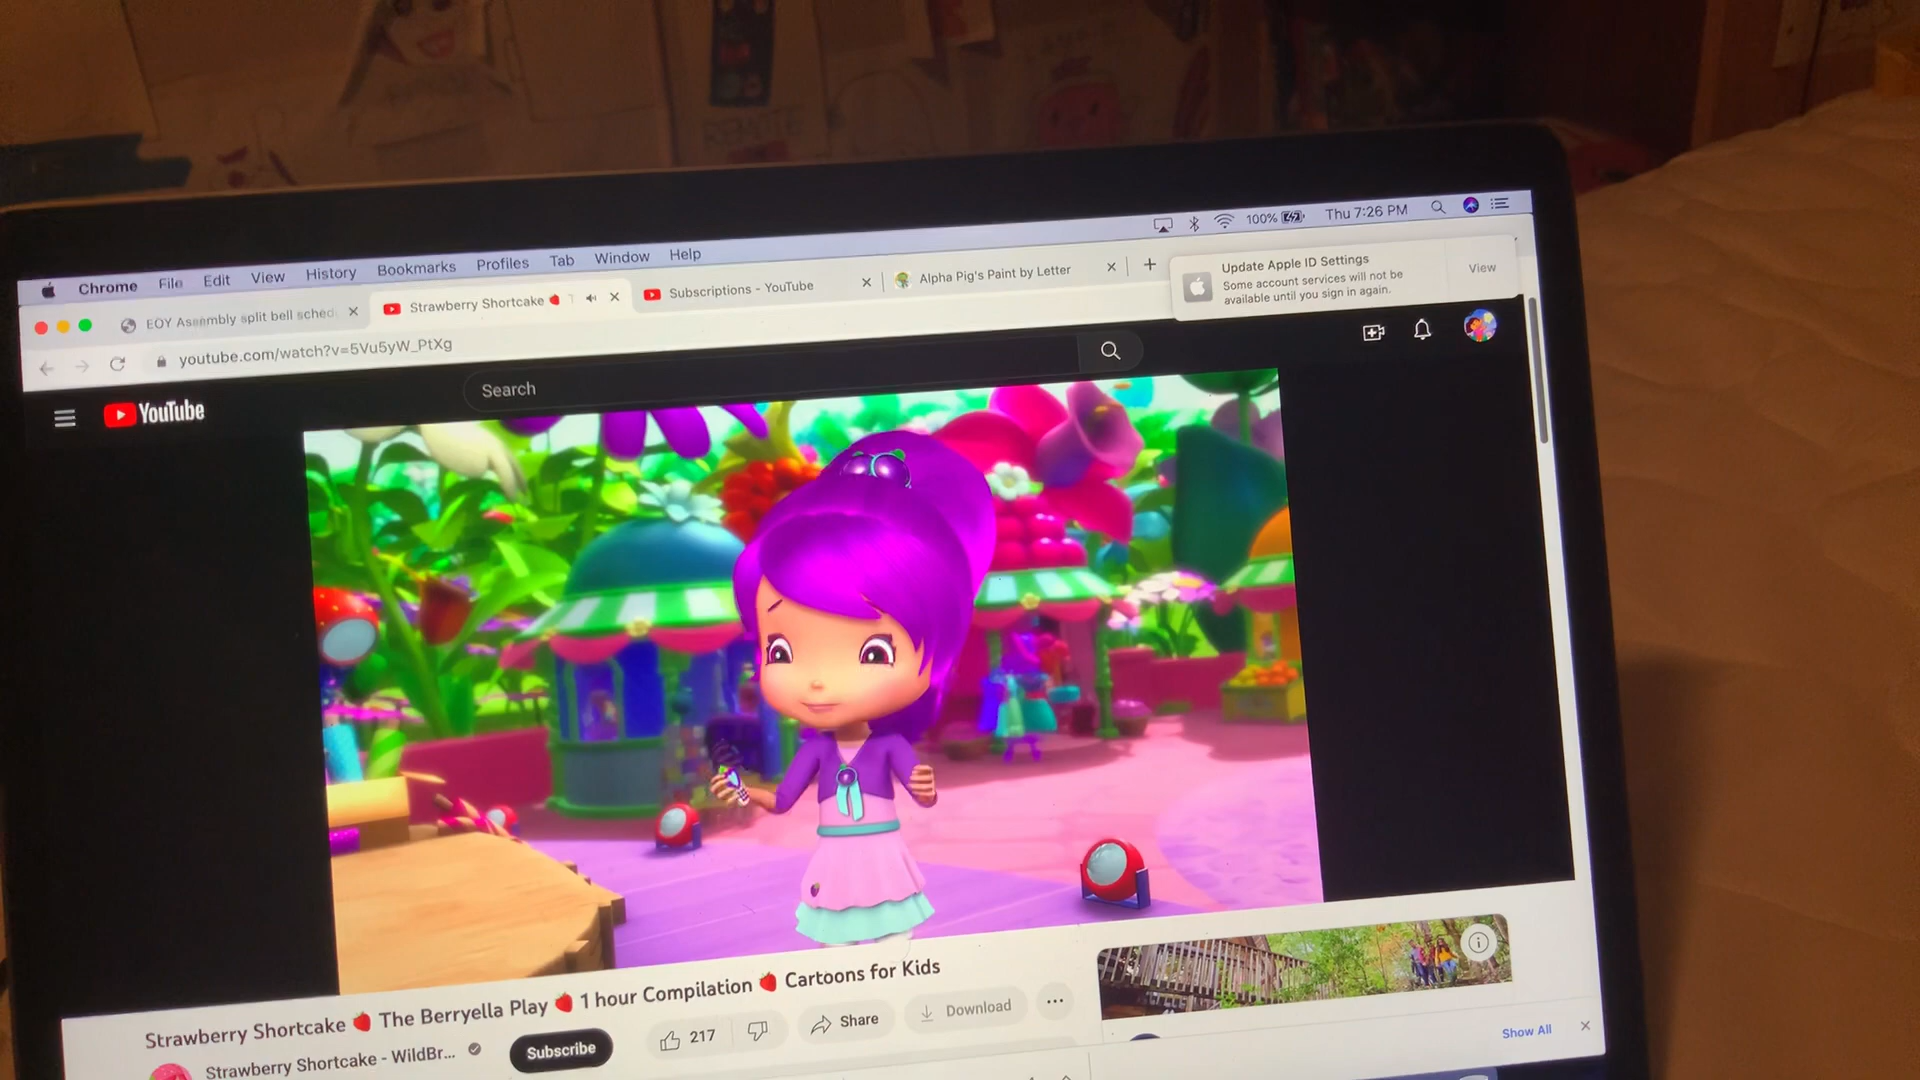 Chrome File Edit View History Bookmarks Profiles Tab Window Help 100% Thu 7:26 PM
EOY Assembly split bell sched
Strawberry Shortcake 🍓 T
Subscriptions - YouTube
Alpha Pig's Paint by Letter
Update Apple ID Settings
Some account services will not be
available until you sign in again.
View
youtube.com/watch?v=5Vu5yW_PtXg
YouTube
Search
Strawberry Shortcake 🍓 The Berryella Play 🍓 1 hour Compilation 🍓 Cartoons for Kids
Strawberry Shortcake - WildBr...
Subscribe
217
Share
Download
Show All